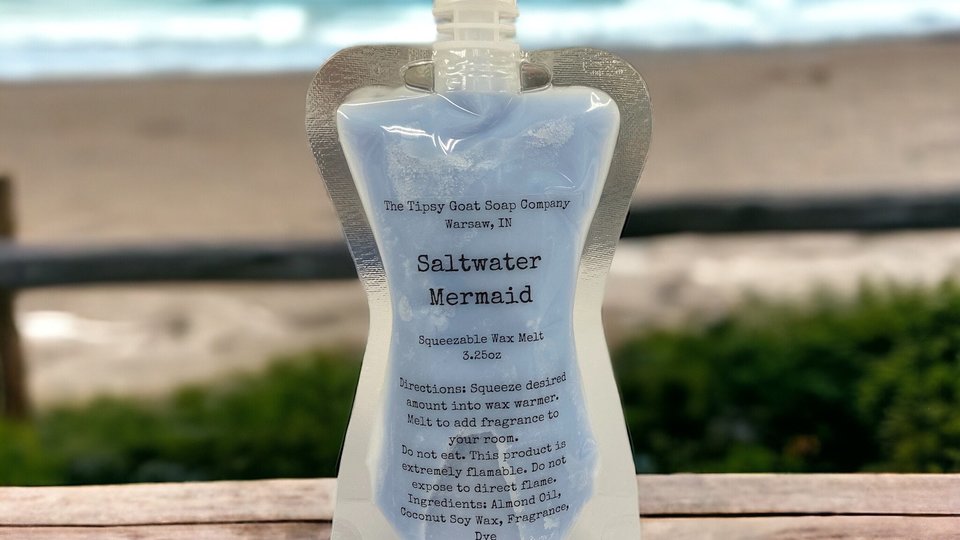 The Tipsy Goat Soap Company
Warsaw, IN
Saltwater
Mermaid
Squeezable Wax Melt
3.25oz
Directions: Squeeze desired
amount into wax warmer.
Melt to add fragrance to
your room.
Do not eat. This product is
extremely flamable. Do not
expose to direct flame.
Ingredients: Almond Oil,
Coconut Soy Wax, Fragrance,
Dye